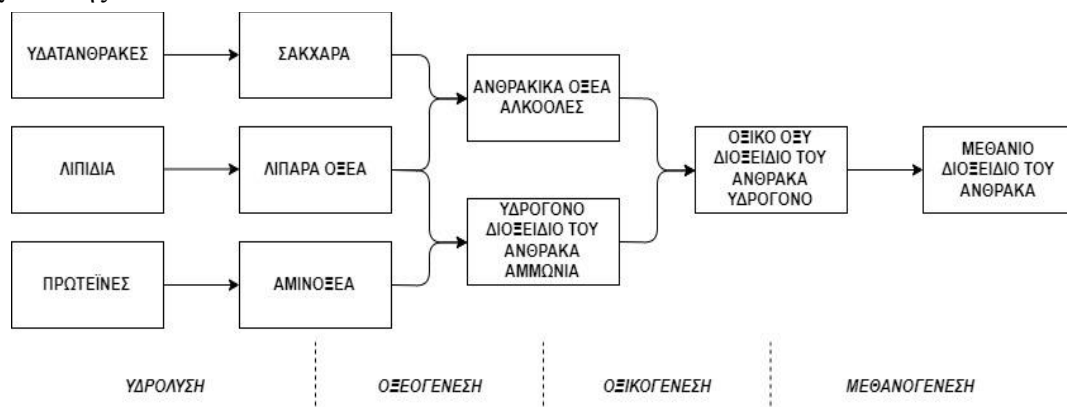 ΥΔΑΤΑΝΘΡΑΚΕΣ
ΣΑΚΧΑΡΑ
ΑΝΘΡΑΚΙΚΑ ΟΞΕΑ
ΑΛΚΟΟΛΕΣ
ΛΙΠΙΔΙΑ
ΛΙΠΑΡΑ ΟΞΕΑ
ΟΞΙΚΟ ΟΞΥ
ΔΙΟΞΕΙΔΙΟ ΤΟΥ
ΑΝΘΡΑΚΑ
ΥΔΡΟΓΟΝΟ
ΜΕΘΑΝΙΟ
ΔΙΟΞΕΙΔΙΟ ΤΟΥ
ΑΝΘΡΑΚΑ
ΥΔΡΟΓΟΝΟ
ΔΙΟΞΕΙΔΙΟ ΤΟΥ
ΑΝΘΡΑΚΑ
ΑΜΜΩΝΙΑ
ΠΡΩΤΕΪΝΕΣ
ΑΜΙΝΟΞΕΑ
ΥΔΡΟΛΥΣΗ
ΟΞΕΟΓΕΝΕΣΗ
ΟΞΙΚΟΓΕΝΕΣΗ
ΜΕΘΑΝΟΓΕΝΕΣΗ